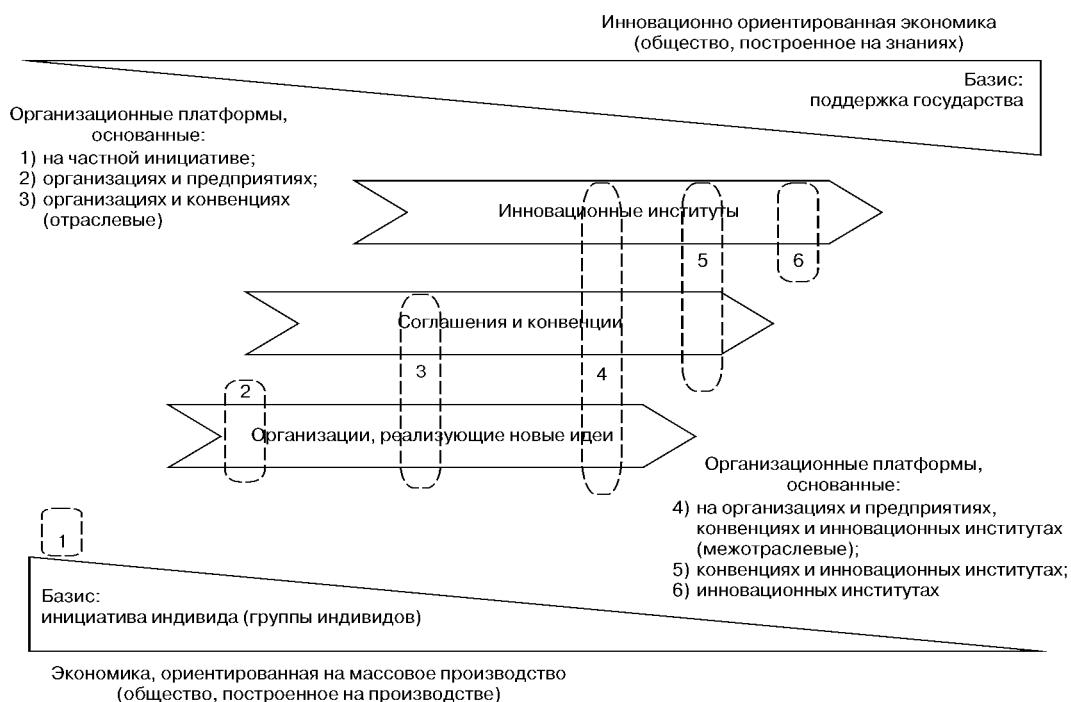 Инновационно ориентированная экономика
(общество, построенное на знаниях)
Базис:
поддержка государства
Организационные платформы,
основанные:
1) на частной инициативе;
2) организациях и предприятиях;
3) организациях и конвенциях
(отраслевые)
Инновационные институты
5
6
Соглашения и конвенции
3
4
2
Организации, реализующие новые идеи
Организационные платформы,
основанные:
4) на организациях и предприятиях,
конвенциях и инновационных институтах
(межотраслевые);
5) конвенциях и инновационных институтах;
6) инновационных институтах
1
Базис:
инициатива индивида (группы индивидов)
Экономика, ориентированная на массовое производство
(общество, построенное на производстве)